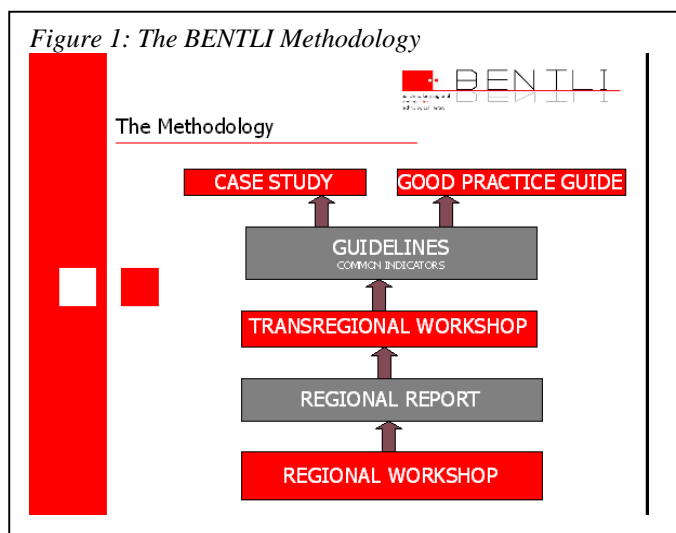 Figure 1: The BENTLI Methodology
BENTLI
The Methodology
CASE STUDY
GOOD PRACTICE GUIDE
GUIDELINES
COMMON INDICATORS
TRANSREGIONAL WORKSHOP
REGIONAL REPORT
REGIONAL WORKSHOP